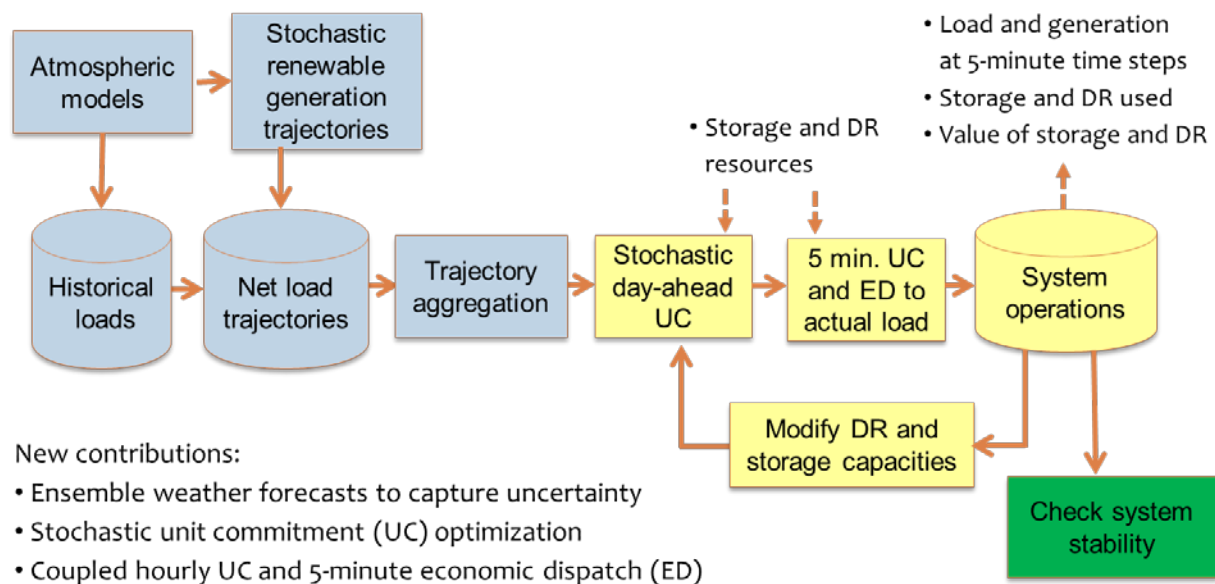 Atmospheric
models
Stochastic
renewable
generation
trajectories
• Load and generation
at 5-minute time steps
• Storage and DR used
• Value of storage and DR
• Storage and DR
resources
Historical
loads
Net load
trajectories
Trajectory
aggregation
Stochastic
day-ahead
UC
5 min. UC
and ED to
actual load
System
operations
Modify DR and
storage capacities
Check system
stability
New contributions:
• Ensemble weather forecasts to capture uncertainty
• Stochastic unit commitment (UC) optimization
• Coupled hourly UC and 5-minute economic dispatch (ED)